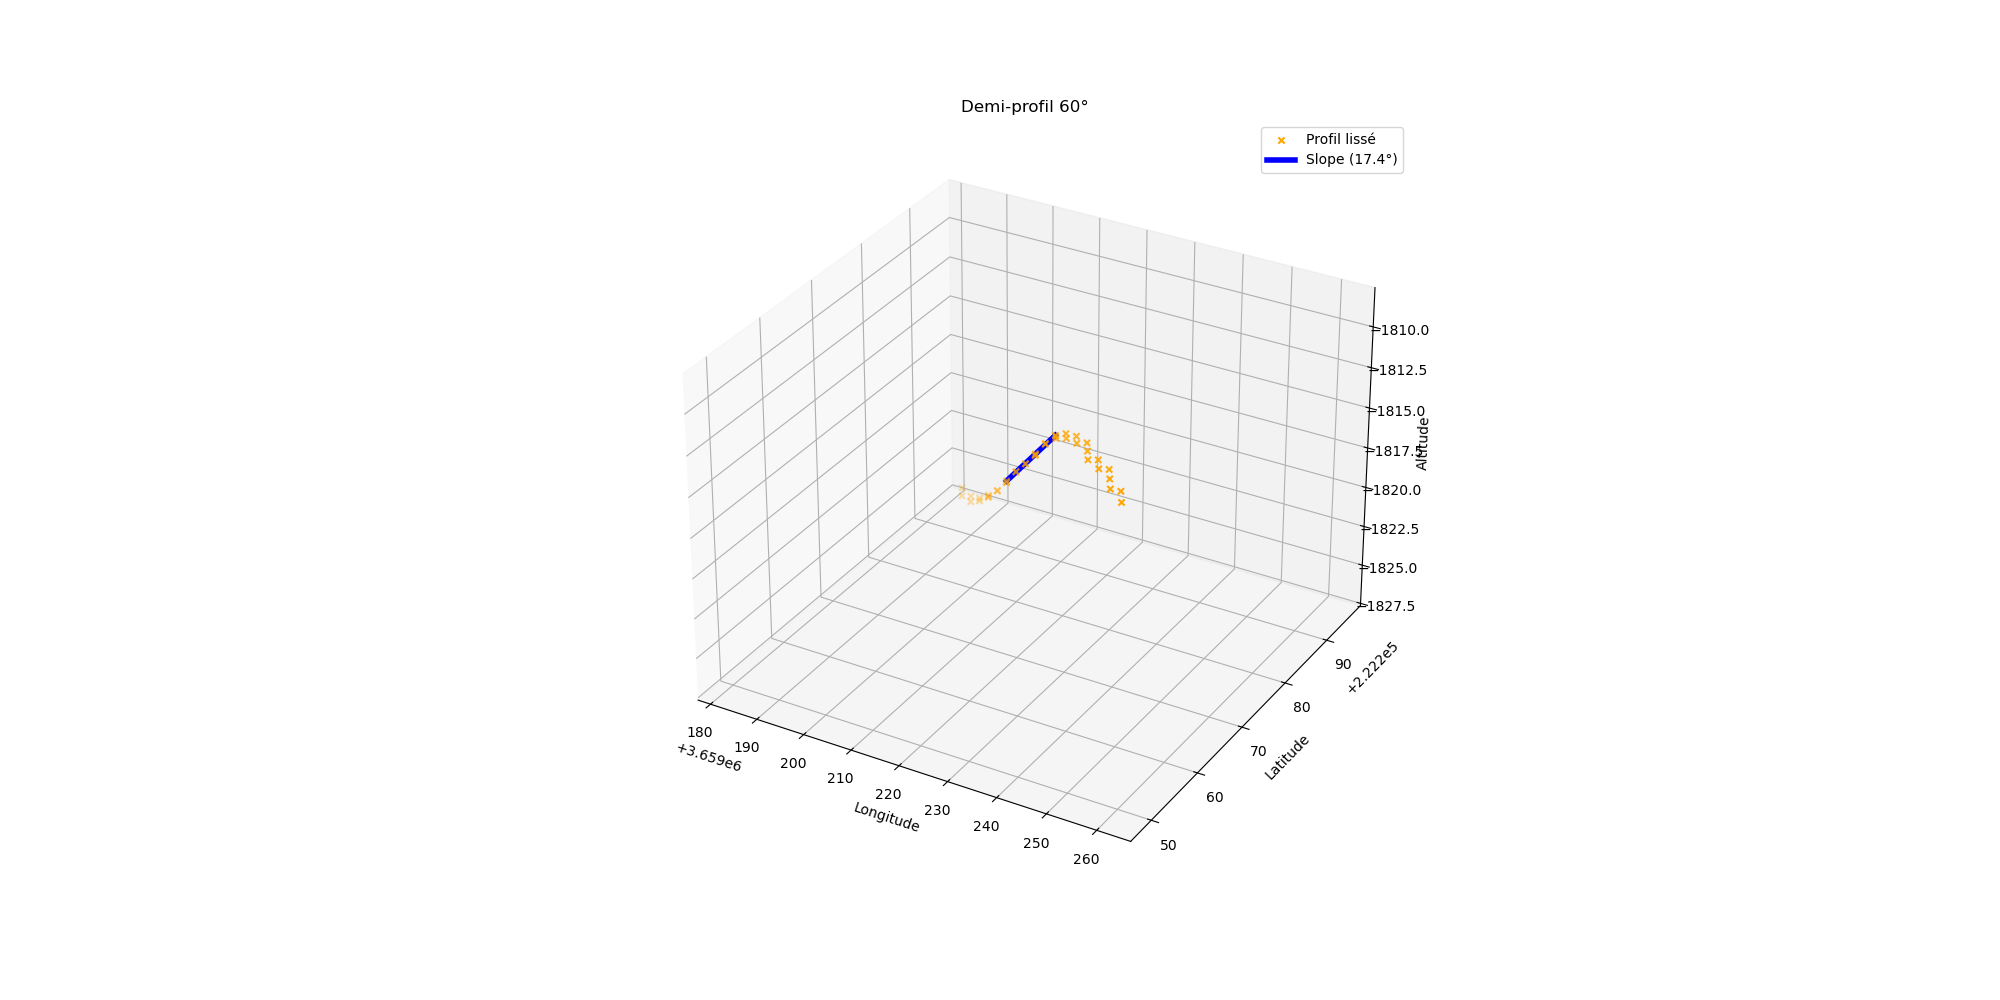 Demi-profil 60°
Profil lissé
Slope (17.4°)
−1810.0
−1812.5
−1815.0
−1817.5
−1820.0
−1822.5
−1825.0
−1827.5
Altitude
90
80
70
60
50
+2.222e5
Latitude
180
190
200
210
220
230
240
250
260
+3.659e6
Longitude